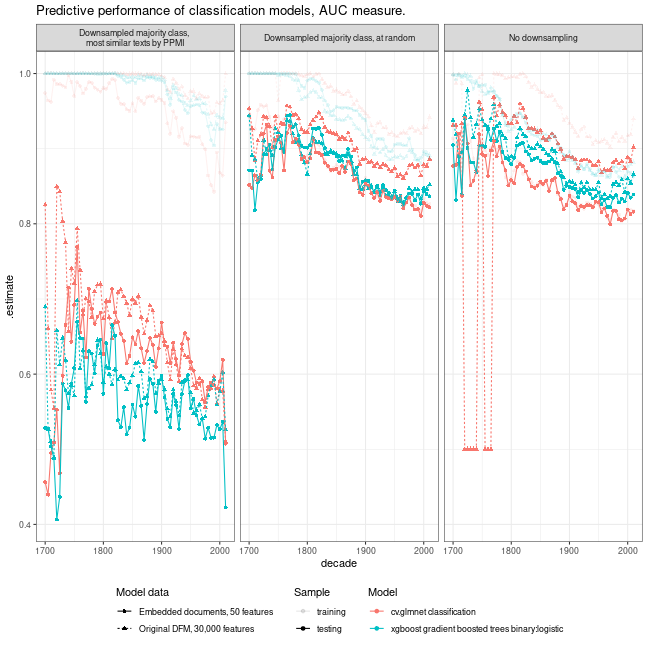 Predictive performance of classification models, AUC measure.
Downsampled majority class,
most similar texts by PPMI
Downsampled majority class, at random
No downsampling
1.0
0.8
0.6
0.4
.estimate
1700 1800 1900 2000
1700 1800 1900 2000
1700 1800 1900 2000
decade
Model data
Embedded documents, 50 features
Original DFM, 30,000 features
Sample
training
testing
Model
cv.glmnet classification
xgboost gradient boosted trees binary:logistic